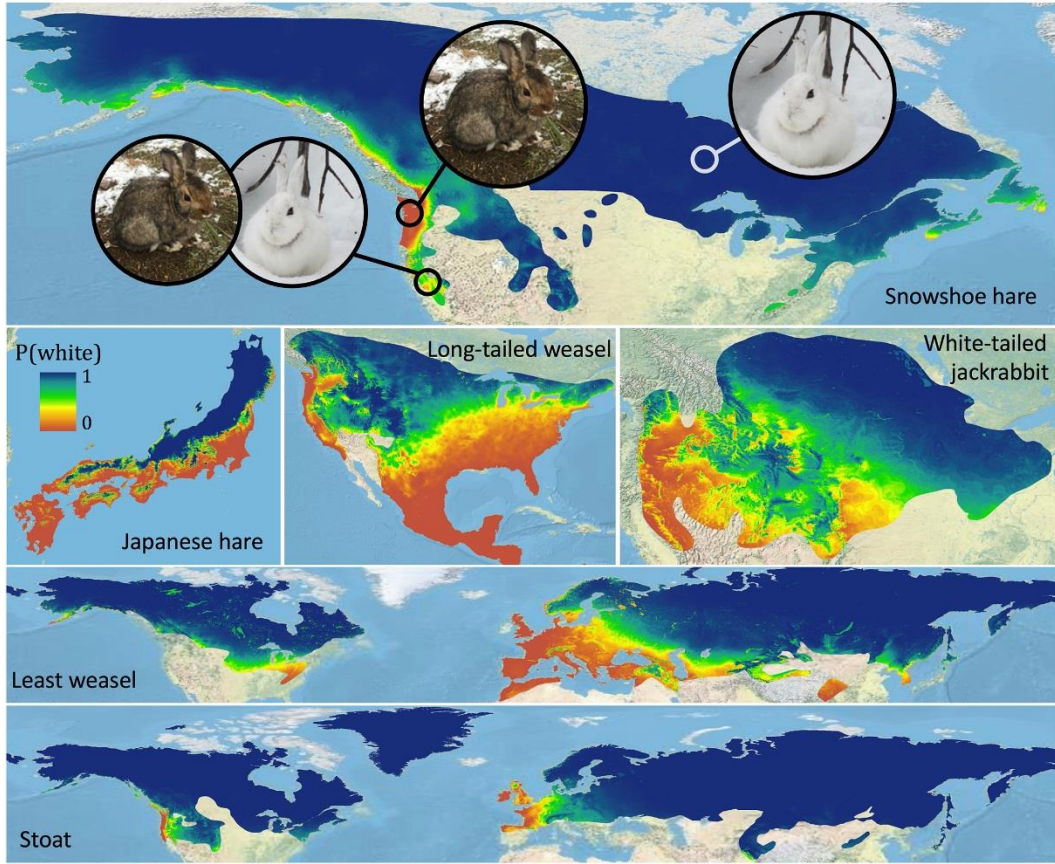 Snowshoe hare
P(white)
1
0
Japanese hare
Long-tailed weasel
White-tailed
jackrabbit
Least weasel
Stoat